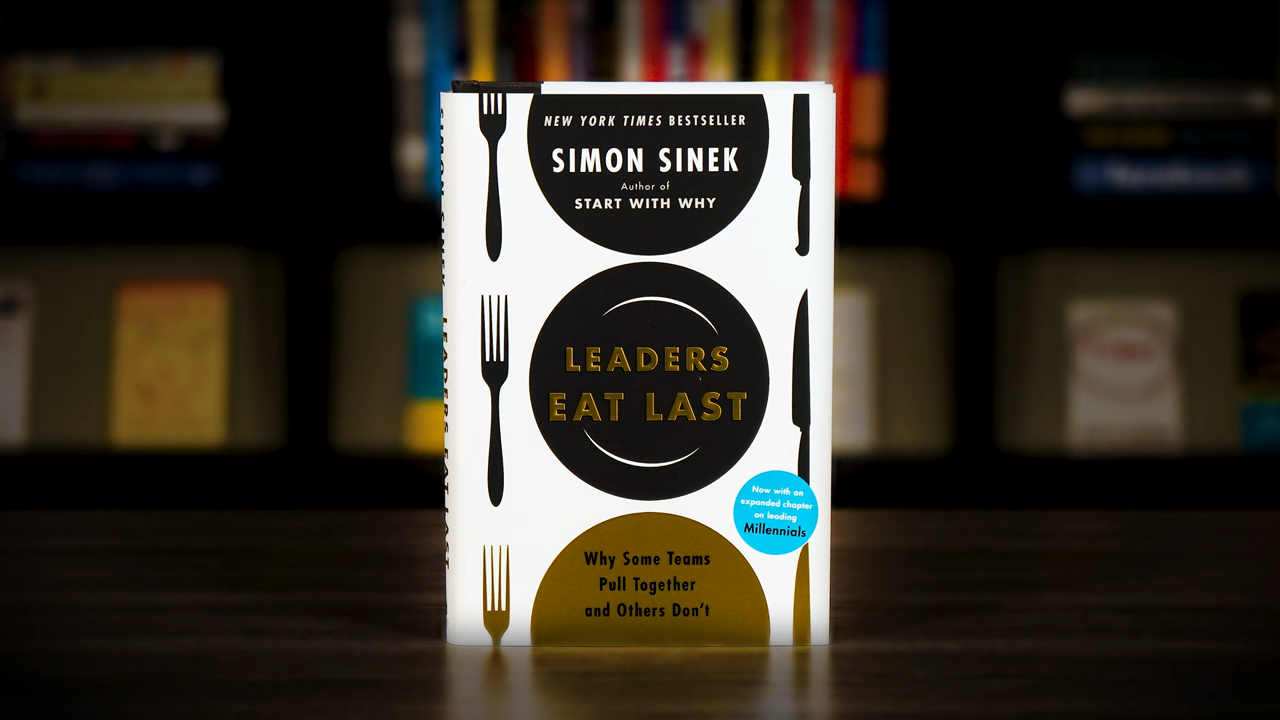 NEW YORK TIMES BESTSELLER
SIMON SINEK
Author of
START WITH WHY
LEADERS
EAT LAST
Now with an
expanded chapter
on leading
Millennials
Why Some Teams
Pull Together
and Others Don't
SIMON SINEK LEADERS EAT LAST